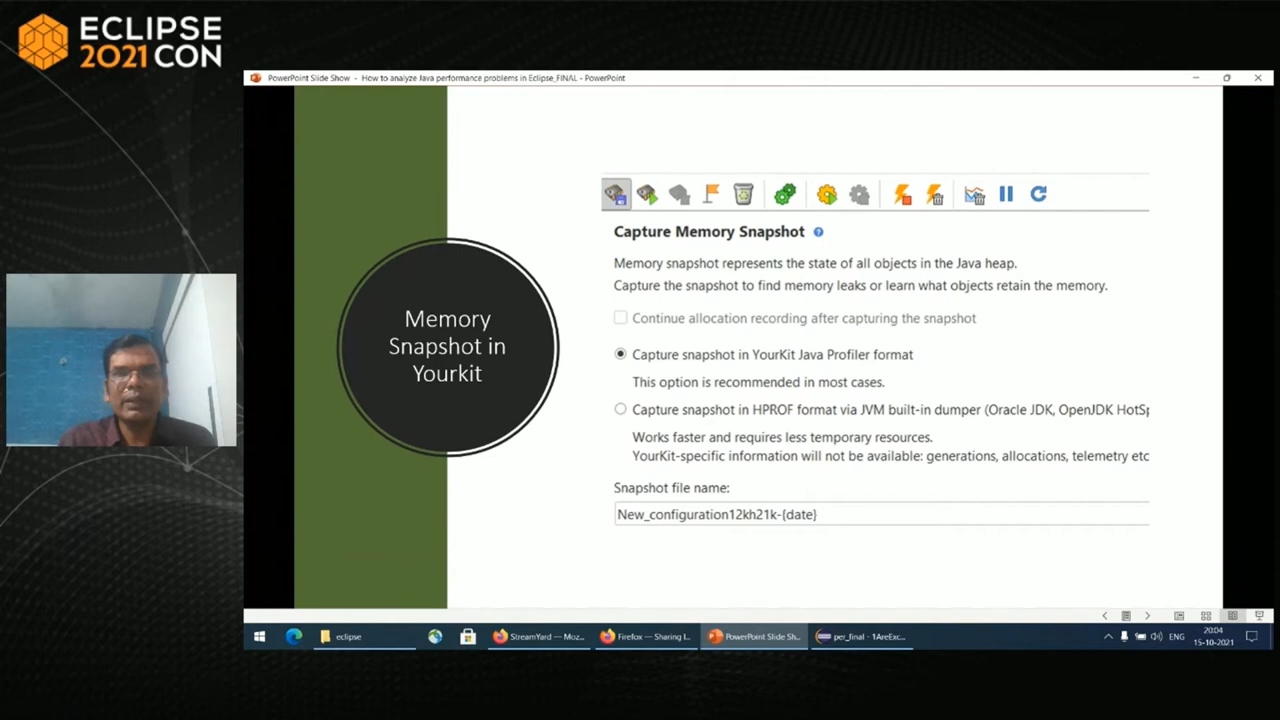 ECLIPSE
2021 CON
PowerPoint Slide Show - How to analyze Java performance problems in Eclipse_FINAL - PowerPoint
Memory
Snapshot in
Yourkit
Capture Memory Snapshot
Memory snapshot represents the state of all objects in the Java heap.
Capture the snapshot to find memory leaks or learn what objects retain the memory.
Continue allocation recording after capturing the snapshot
Capture snapshot in YourKit Java Profiler format
This option is recommended in most cases.
Capture snapshot in HPROF format via JVM built-in dumper (Oracle JDK, OpenJDK HotSp
Works faster and requires less temporary resources.
YourKit-specific information will not be available: generations, allocations, telemetry etc
Snapshot file name:
New_configuration12kh21k-{date}
eclipse
StreamYard — Moz...
Firefox — Sharing I...
PowerPoint Slide Sh...
per_final - 1AreExc...
ENG
20:04
15-10-2021